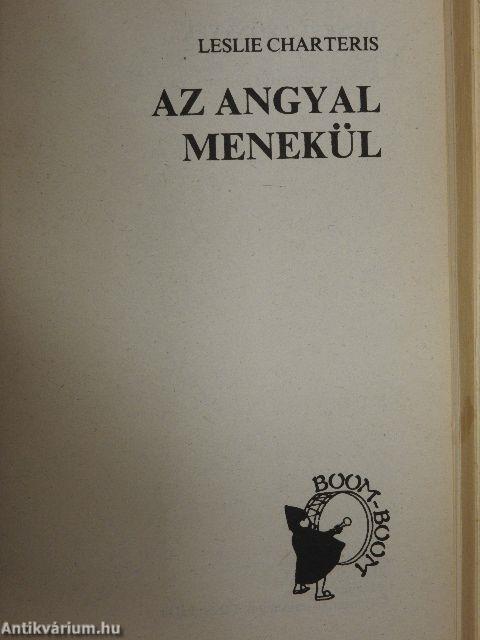 LESLIE CHARTERIS
AZ ANGYAL
MENEKÜL
BOOM-BOOM
Antikvárium.hu